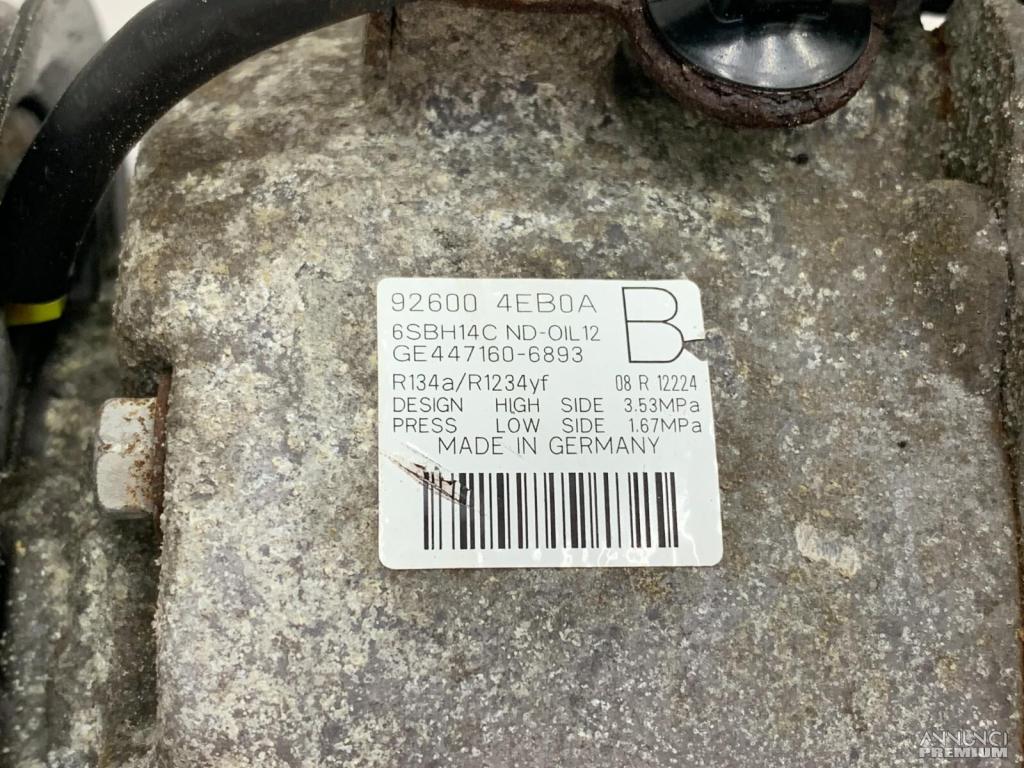 92600 4EB0A B
6SBH14C ND-OIL12
GE447160-6893
R134a/R1234yf 08 R 12224
DESIGN HIGH SIDE 3.53MPa
PRESS LOW SIDE 1.67MPa
MADE IN GERMANY
ANNUNCI
PREMIUM